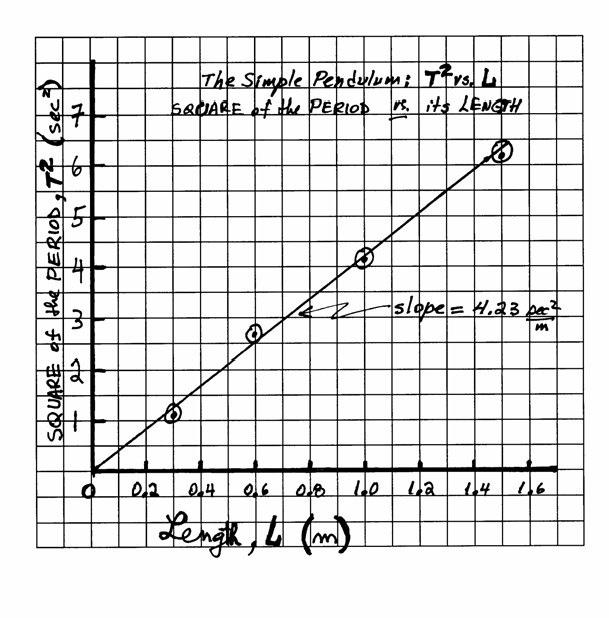 The Simple Pendulum; T² vs. L
SQUARE of the PERIOD vs. its LENGTH
SQUARE of the PERIOD, T² (sec²)
7
6
5
4
3
2
1
slope = 4.23 sec²/m
0 0.2 0.4 0.6 0.8 1.0 1.2 1.4 1.6
Length, L (m)